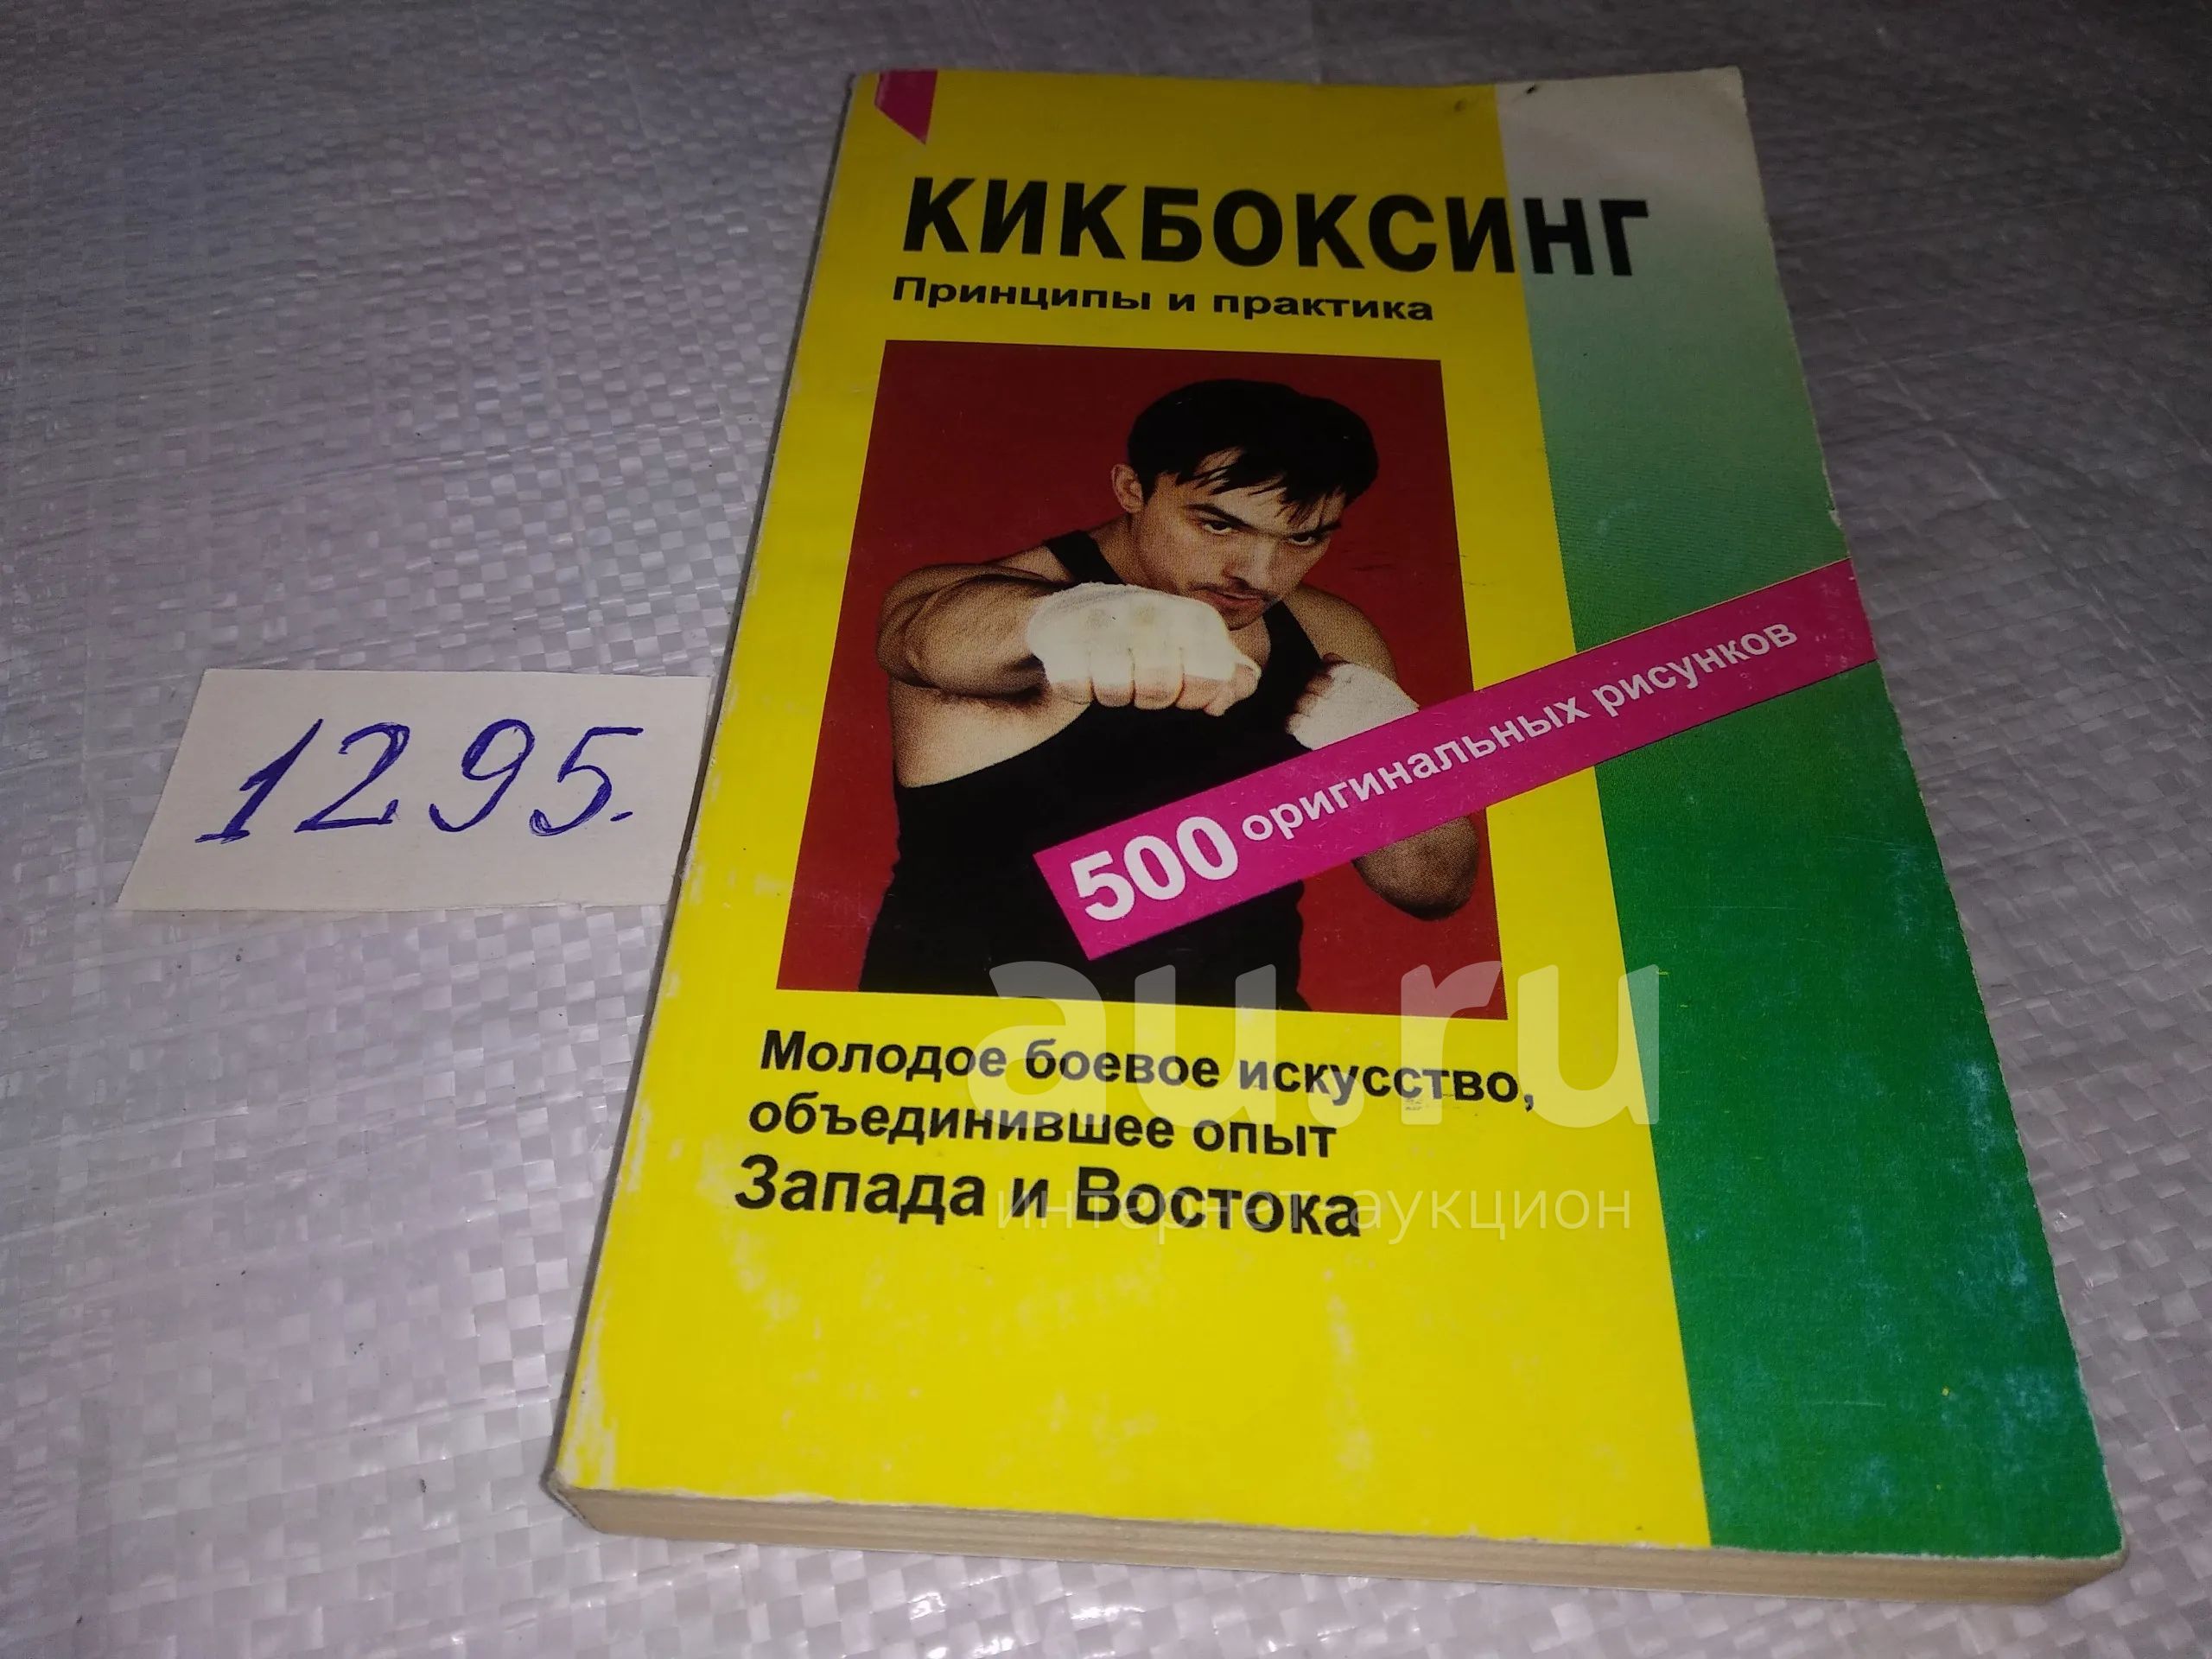 КИКБОКСИНГ
Принципы и практика
500 оригинальных рисунков
Молодое боевое искусство,
объединившее опыт
Запада и Востока
1295.
au.ru
интернет-аукцион